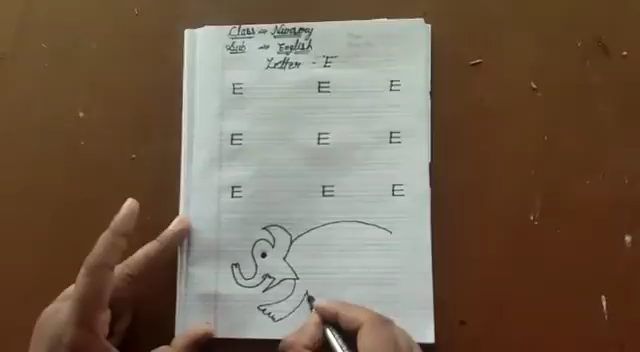 Class → Nursery
Sub → English
Letter - 'E'
E E E
E E E
E E E